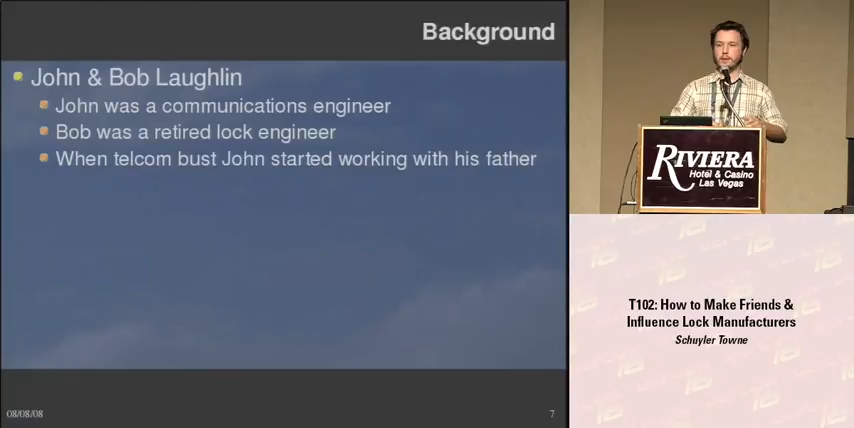 Background
John & Bob Laughlin
John was a communications engineer
Bob was a retired lock engineer
When telcom bust John started working with his father
08/08/08
7
RIVIERA
Hotel & Casino
Las Vegas
T102: How to Make Friends &
Influence Lock Manufacturers
Schuyler Towne